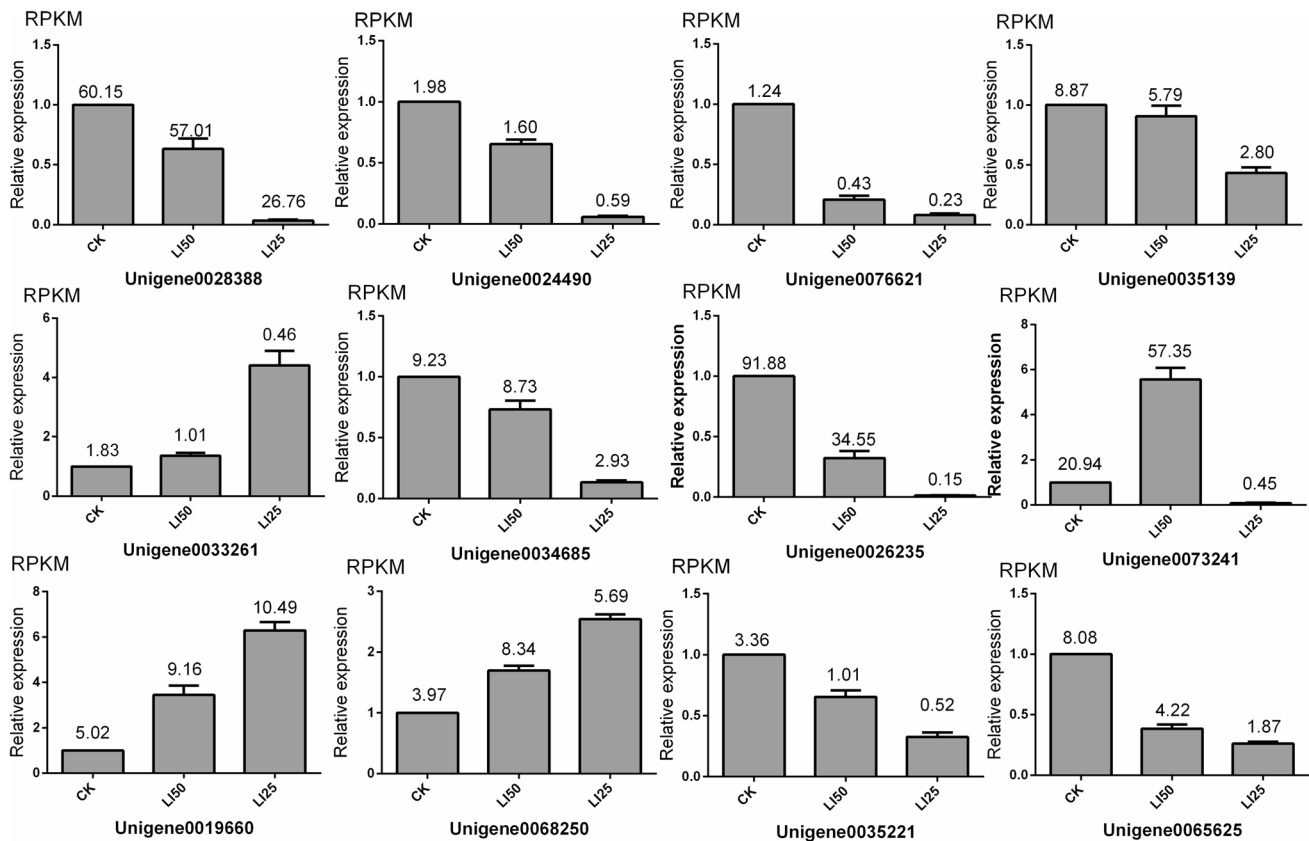 RPKM
1.5
1.0
0.5
0.0
Relative expression
60.15
57.01
26.76
CK
LI50
LI25
Unigene0028388
RPKM
1.5
1.0
0.5
0.0
Relative expression
1.98
1.60
0.59
CK
LI50
LI25
Unigene0024490
RPKM
1.5
1.0
0.5
0.0
Relative expression
1.24
0.43
0.23
CK
LI50
LI25
Unigene0076621
RPKM
1.5
1.0
0.5
0.0
Relative expression
8.87
5.79
2.80
CK
LI50
LI25
Unigene0035139
RPKM
6
4
2
0
Relative expression
1.83
1.01
0.46
CK
LI50
LI25
Unigene0033261
RPKM
1.5
1.0
0.5
0.0
Relative expression
9.23
8.73
2.93
CK
LI50
LI25
Unigene0034685
RPKM
1.5
1.0
0.5
0.0
Relative expression
91.88
34.55
0.15
CK
LI50
LI25
Unigene0026235
RPKM
8
6
4
2
0
Relative expression
20.94
57.35
0.45
CK
LI50
LI25
Unigene0073241
RPKM
8
6
4
2
0
Relative expression
5.02
9.16
10.49
CK
LI50
LI25
Unigene0019660
RPKM
3
2
1
0
Relative expression
3.97
8.34
5.69
CK
LI50
LI25
Unigene0068250
RPKM
1.5
1.0
0.5
0.0
Relative expression
3.36
1.01
0.52
CK
LI50
LI25
Unigene0035221
RPKM
1.5
1.0
0.5
0.0
Relative expression
8.08
4.22
1.87
CK
LI50
LI25
Unigene0065625